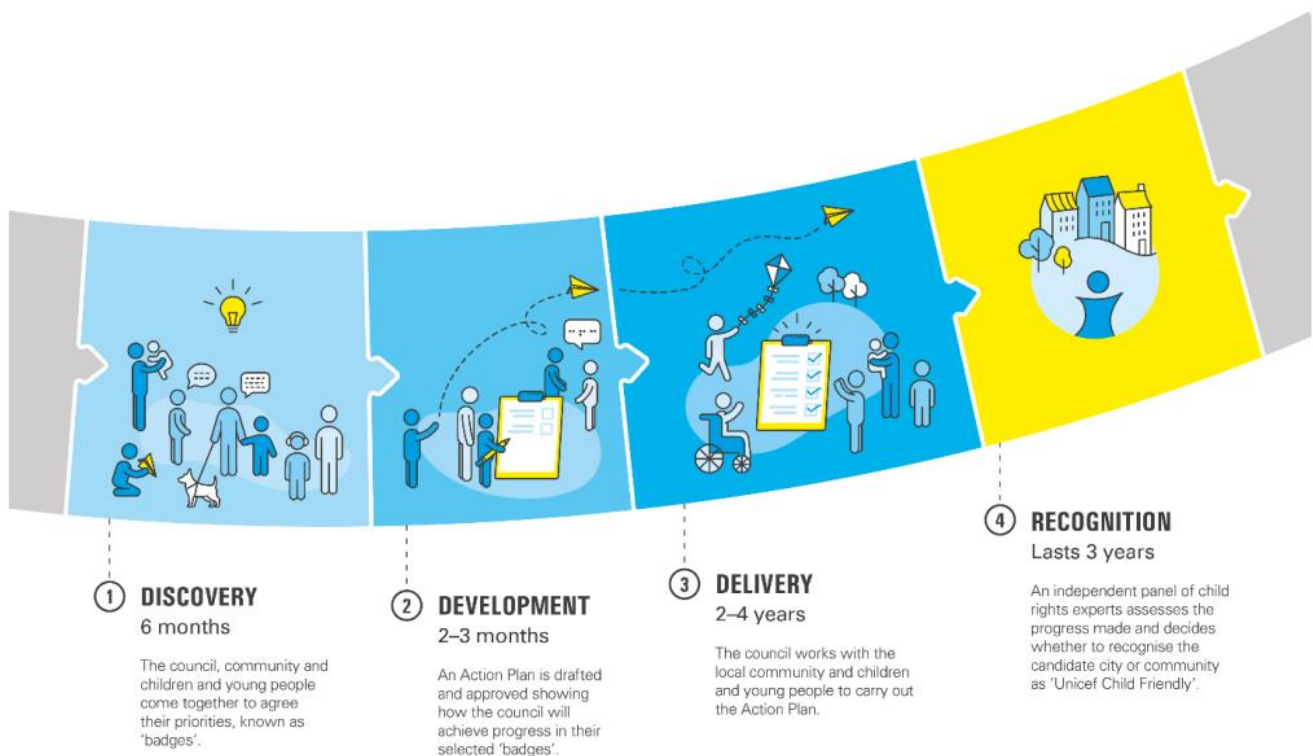 1 DISCOVERY
6 months
The council, community and
children and young people
come together to agree
their priorities, known as
'badges'.
2 DEVELOPMENT
2–3 months
An Action Plan is drafted
and approved showing
how the council will
achieve progress in their
selected 'badges'.
3 DELIVERY
2–4 years
The council works with the
local community and children
and young people to carry out
the Action Plan.
4 RECOGNITION
Lasts 3 years
An independent panel of child
rights experts assesses the
progress made and decides
whether to recognise the
candidate city or community
as 'Unicef Child Friendly'.